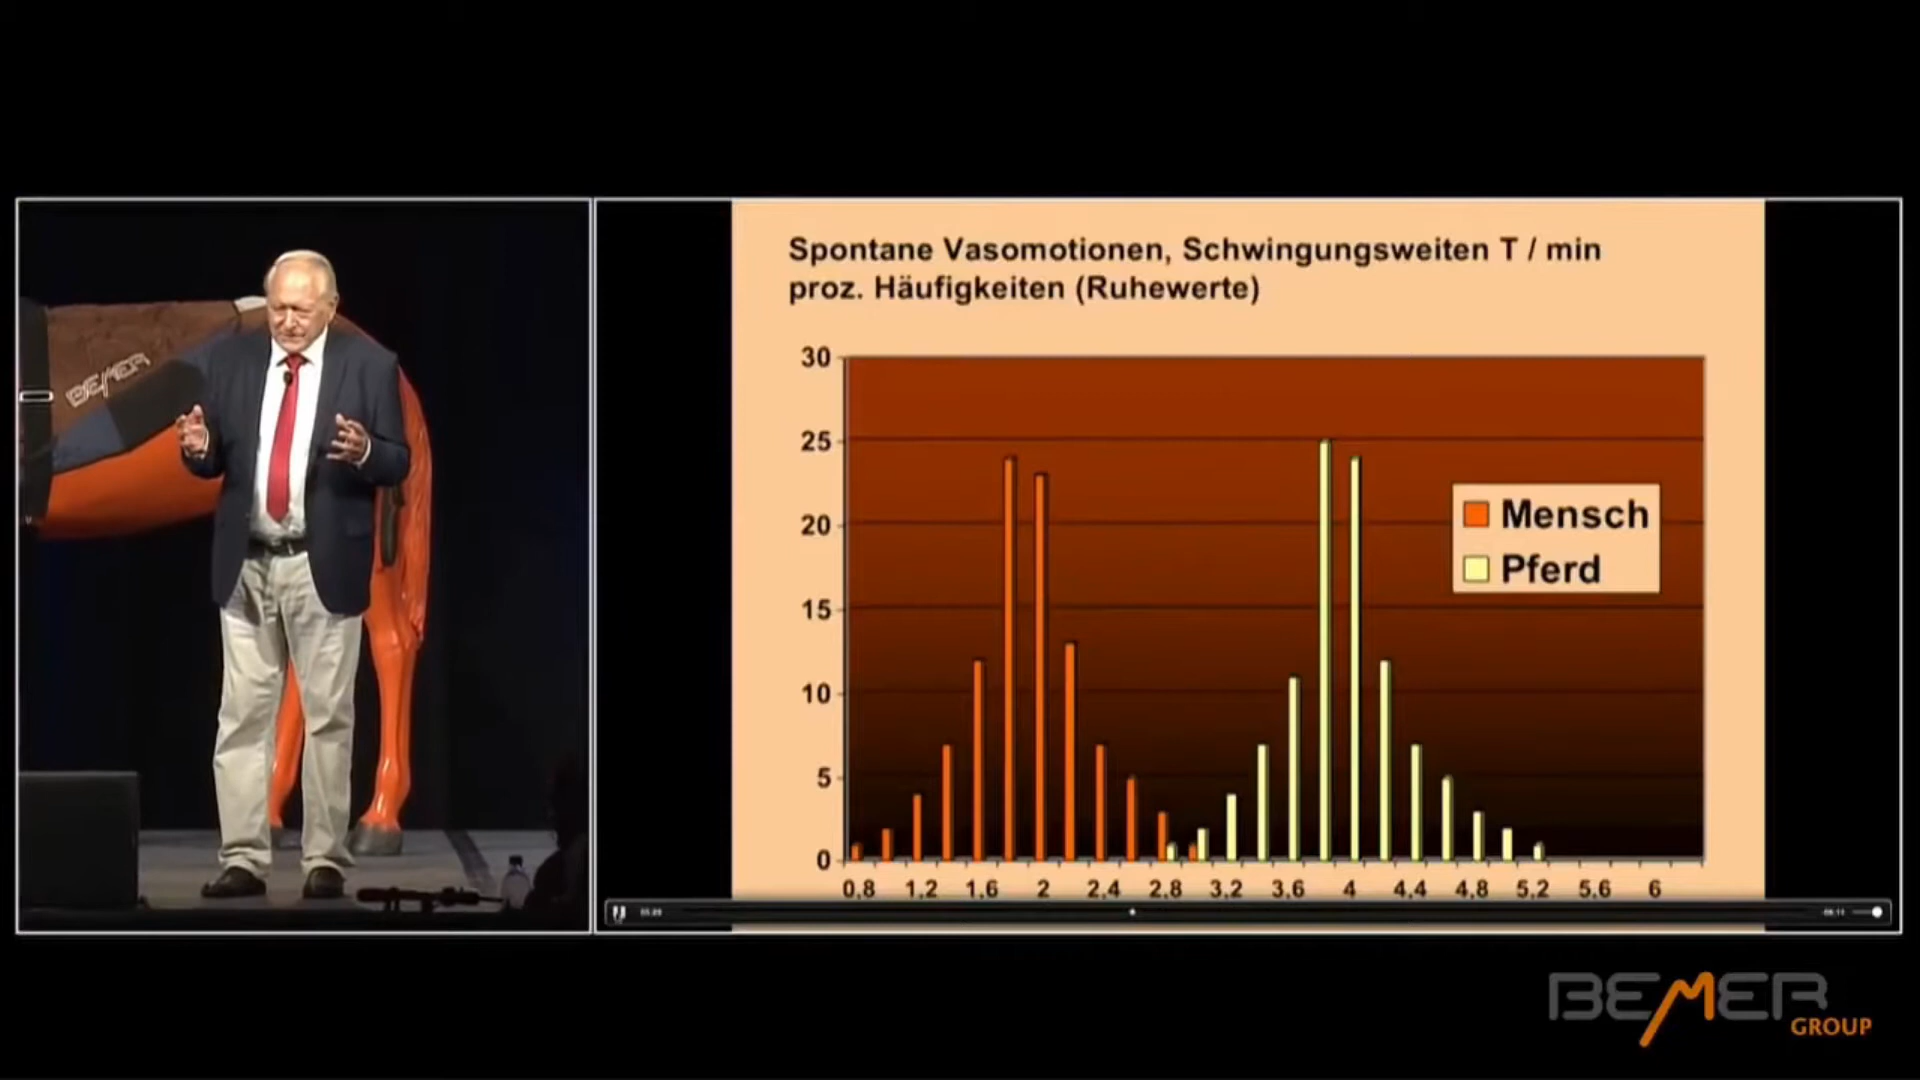 BEMER
Spontane Vasomotionen, Schwingungsweiten T / min
proz. Häufigkeiten (Ruhewerte)
30
25
20
15
10
5
0
Mensch
Pferd
0,8 1,2 1,6 2 2,4 2,8 3,2 3,6 4 4,4 4,8 5,2 5,6 6
BEMER
GROUP